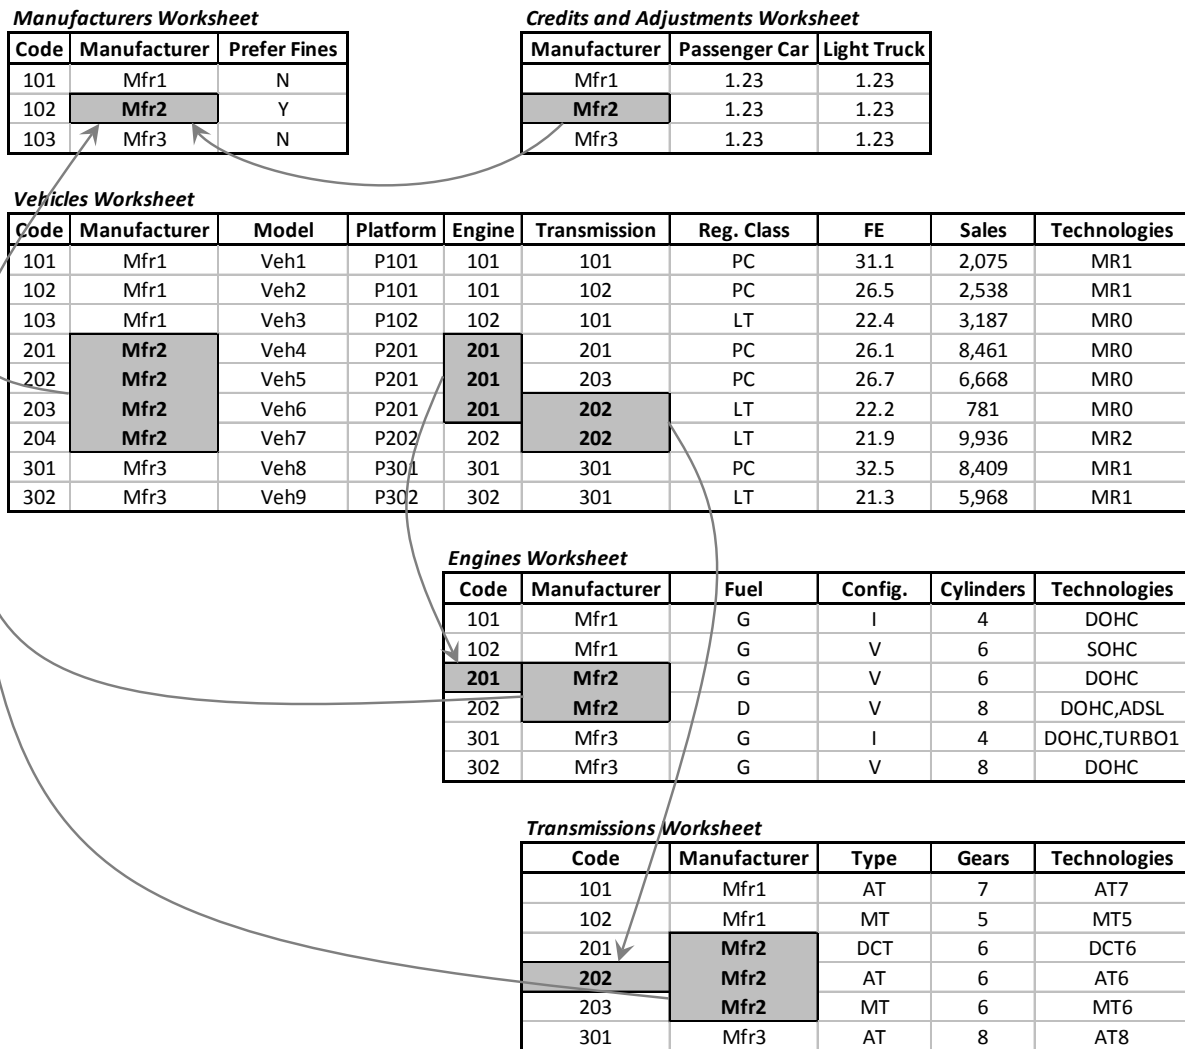 Manufacturers Worksheet
Code Manufacturer Prefer Fines
101 Mfr1 N
102 Mfr2 Y
103 Mfr3 N
Credits and Adjustments Worksheet
Manufacturer Passenger Car Light Truck
Mfr1 1.23 1.23
Mfr2 1.23 1.23
Mfr3 1.23 1.23
Vehicles Worksheet
Code Manufacturer Model Platform Engine Transmission Reg. Class FE Sales Technologies
101 Mfr1 Veh1 P101 101 101 PC 31.1 2,075 MR1
102 Mfr1 Veh2 P101 101 102 PC 26.5 2,538 MR1
103 Mfr1 Veh3 P102 102 101 LT 22.4 3,187 MR0
201 Mfr2 Veh4 P201 201 201 PC 26.1 8,461 MR0
202 Mfr2 Veh5 P201 201 203 PC 26.7 6,668 MR0
203 Mfr2 Veh6 P201 201 202 LT 22.2 781 MR0
204 Mfr2 Veh7 P202 202 202 LT 21.9 9,936 MR2
301 Mfr3 Veh8 P301 301 301 PC 32.5 8,409 MR1
302 Mfr3 Veh9 P302 302 301 LT 21.3 5,968 MR1
Engines Worksheet
Code Manufacturer Fuel Config. Cylinders Technologies
101 Mfr1 G I 4 DOHC
102 Mfr1 G V 6 SOHC
201 Mfr2 G V 6 DOHC
202 Mfr2 D V 8 DOHC,ADSL
301 Mfr3 G I 4 DOHC,TURBO1
302 Mfr3 G V 8 DOHC
Transmissions Worksheet
Code Manufacturer Type Gears Technologies
101 Mfr1 AT 7 AT7
102 Mfr1 MT 5 MT5
201 Mfr2 DCT 6 DCT6
202 Mfr2 AT 6 AT6
203 Mfr2 MT 6 MT6
301 Mfr3 AT 8 AT8